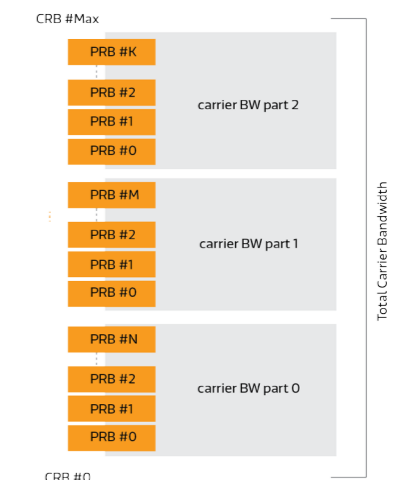 CRB #Max
PRB #K
PRB #2
carrier BW part 2
PRB #1
PRB #0
PRB #M
PRB #2
carrier BW part 1
PRB #1
PRB #0
PRB #N
PRB #2
carrier BW part 0
PRB #1
PRB #0
CRB #0
Total Carrier Bandwidth